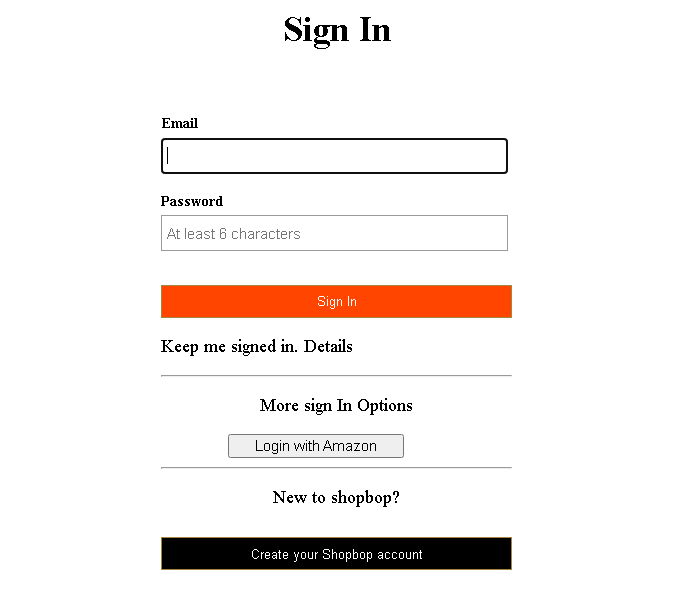 Sign In
Email
Password
At least 6 characters
Sign In
Keep me signed in. Details
More sign In Options
Login with Amazon
New to shopbop?
Create your Shopbop account